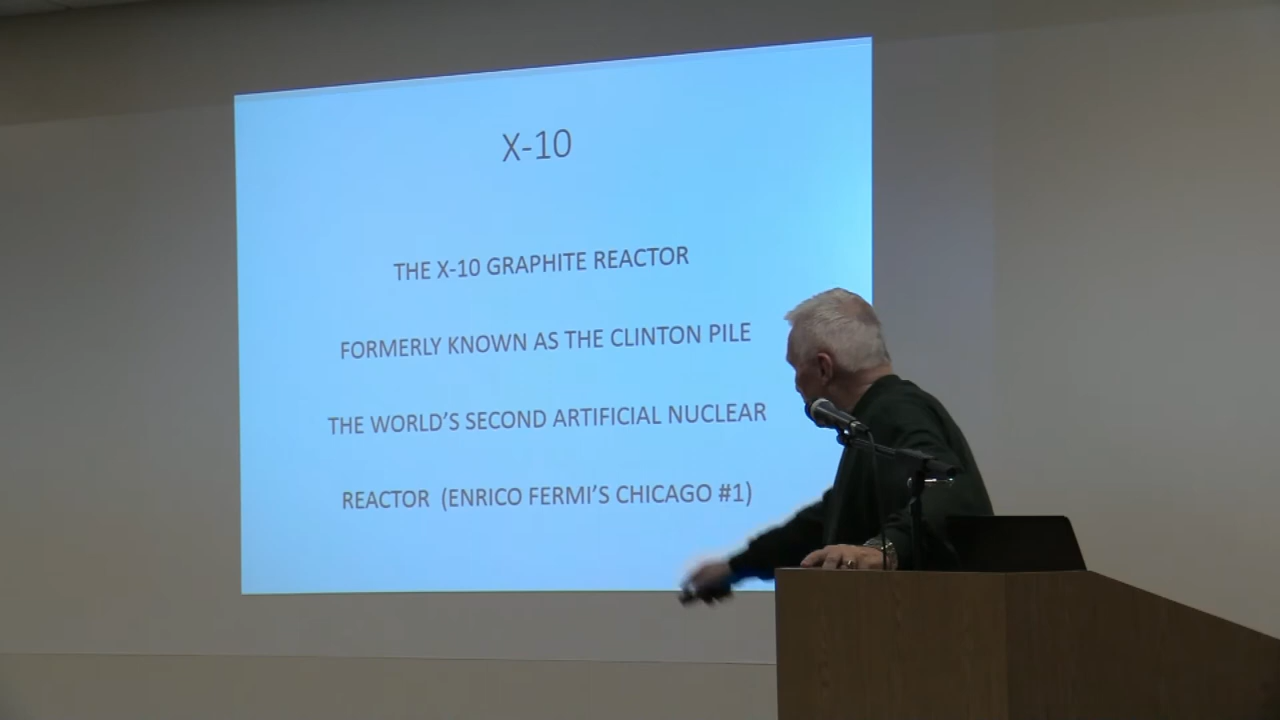 X-10
THE X-10 GRAPHITE REACTOR
FORMERLY KNOWN AS THE CLINTON PILE
THE WORLD'S SECOND ARTIFICIAL NUCLEAR
REACTOR (ENRICO FERMI'S CHICAGO #1)